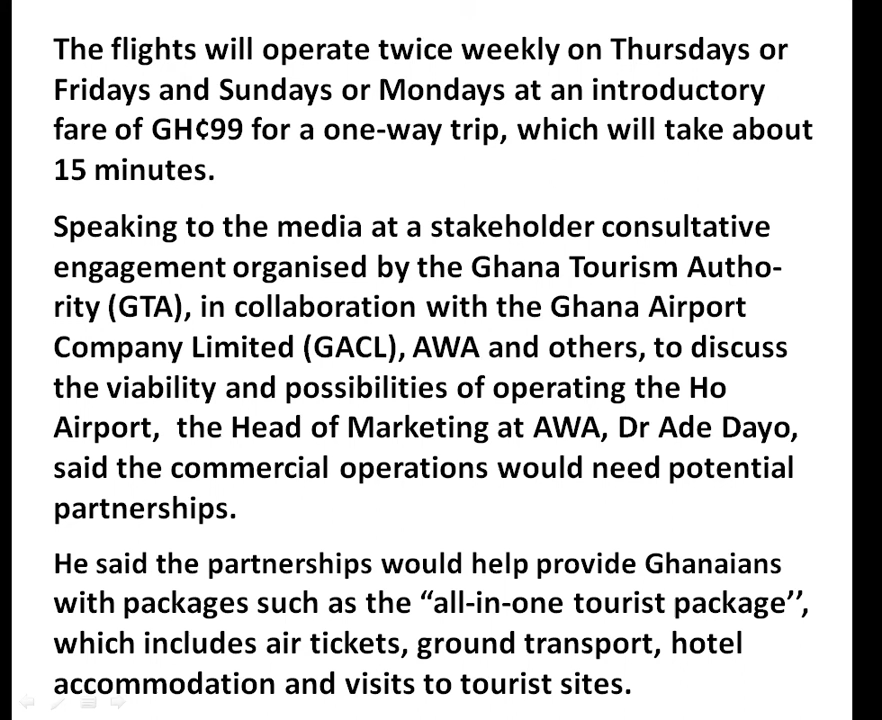 The flights will operate twice weekly on Thursdays or
Fridays and Sundays or Mondays at an introductory
fare of GH¢99 for a one-way trip, which will take about
15 minutes.
Speaking to the media at a stakeholder consultative
engagement organised by the Ghana Tourism Autho-
rity (GTA), in collaboration with the Ghana Airport
Company Limited (GACL), AWA and others, to discuss
the viability and possibilities of operating the Ho
Airport,  the Head of Marketing at AWA, Dr Ade Dayo,
said the commercial operations would need potential
partnerships.
He said the partnerships would help provide Ghanaians
with packages such as the “all-in-one tourist package’’,
which includes air tickets, ground transport, hotel
accommodation and visits to tourist sites.